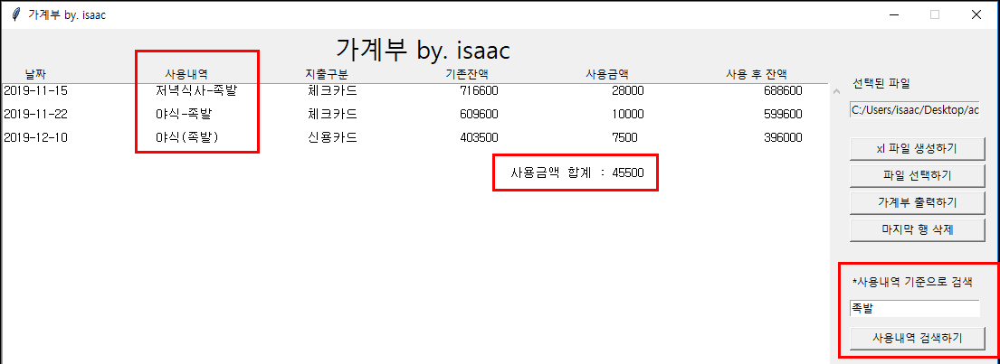 가계부 by. isaac
가계부 by. isaac
날짜 사용내역 지출구분 기존잔액 사용금액 사용 후 잔액
2019-11-15 저녁식사-족발 체크카드 716600 28000 688600
2019-11-22 야식-족발 체크카드 609600 10000 599600
2019-12-10 야식(족발) 신용카드 403500 7500 396000
사용금액 합계 : 45500
선택된 파일
C:/Users/isaac/Desktop/ac
xl 파일 생성하기
파일 선택하기
가계부 출력하기
마지막 행 삭제
*사용내역 기준으로 검색
족발
사용내역 검색하기